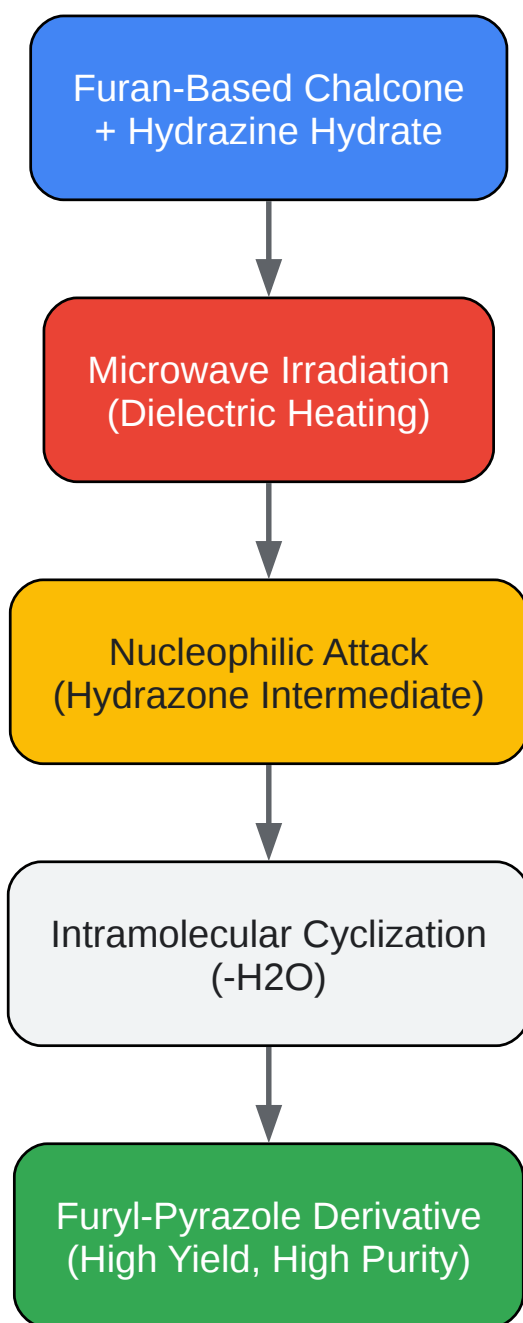 Furan-Based Chalcone
+ Hydrazine Hydrate
Microwave Irradiation
(Dielectric Heating)
Nucleophilic Attack
(Hydrazone Intermediate)
Intramolecular Cyclization
(-H2O)
Furyl-Pyrazole Derivative
(High Yield, High Purity)